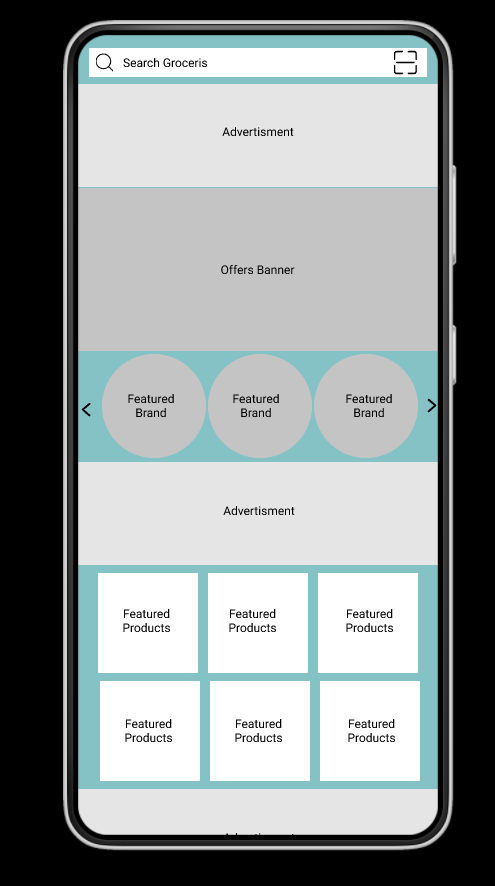 Search Groceris
Advertisment
Offers Banner
Featured
Brand
Featured
Brand
Featured
Brand
Advertisment
Featured
Products
Featured
Products
Featured
Products
Featured
Products
Featured
Products
Featured
Products